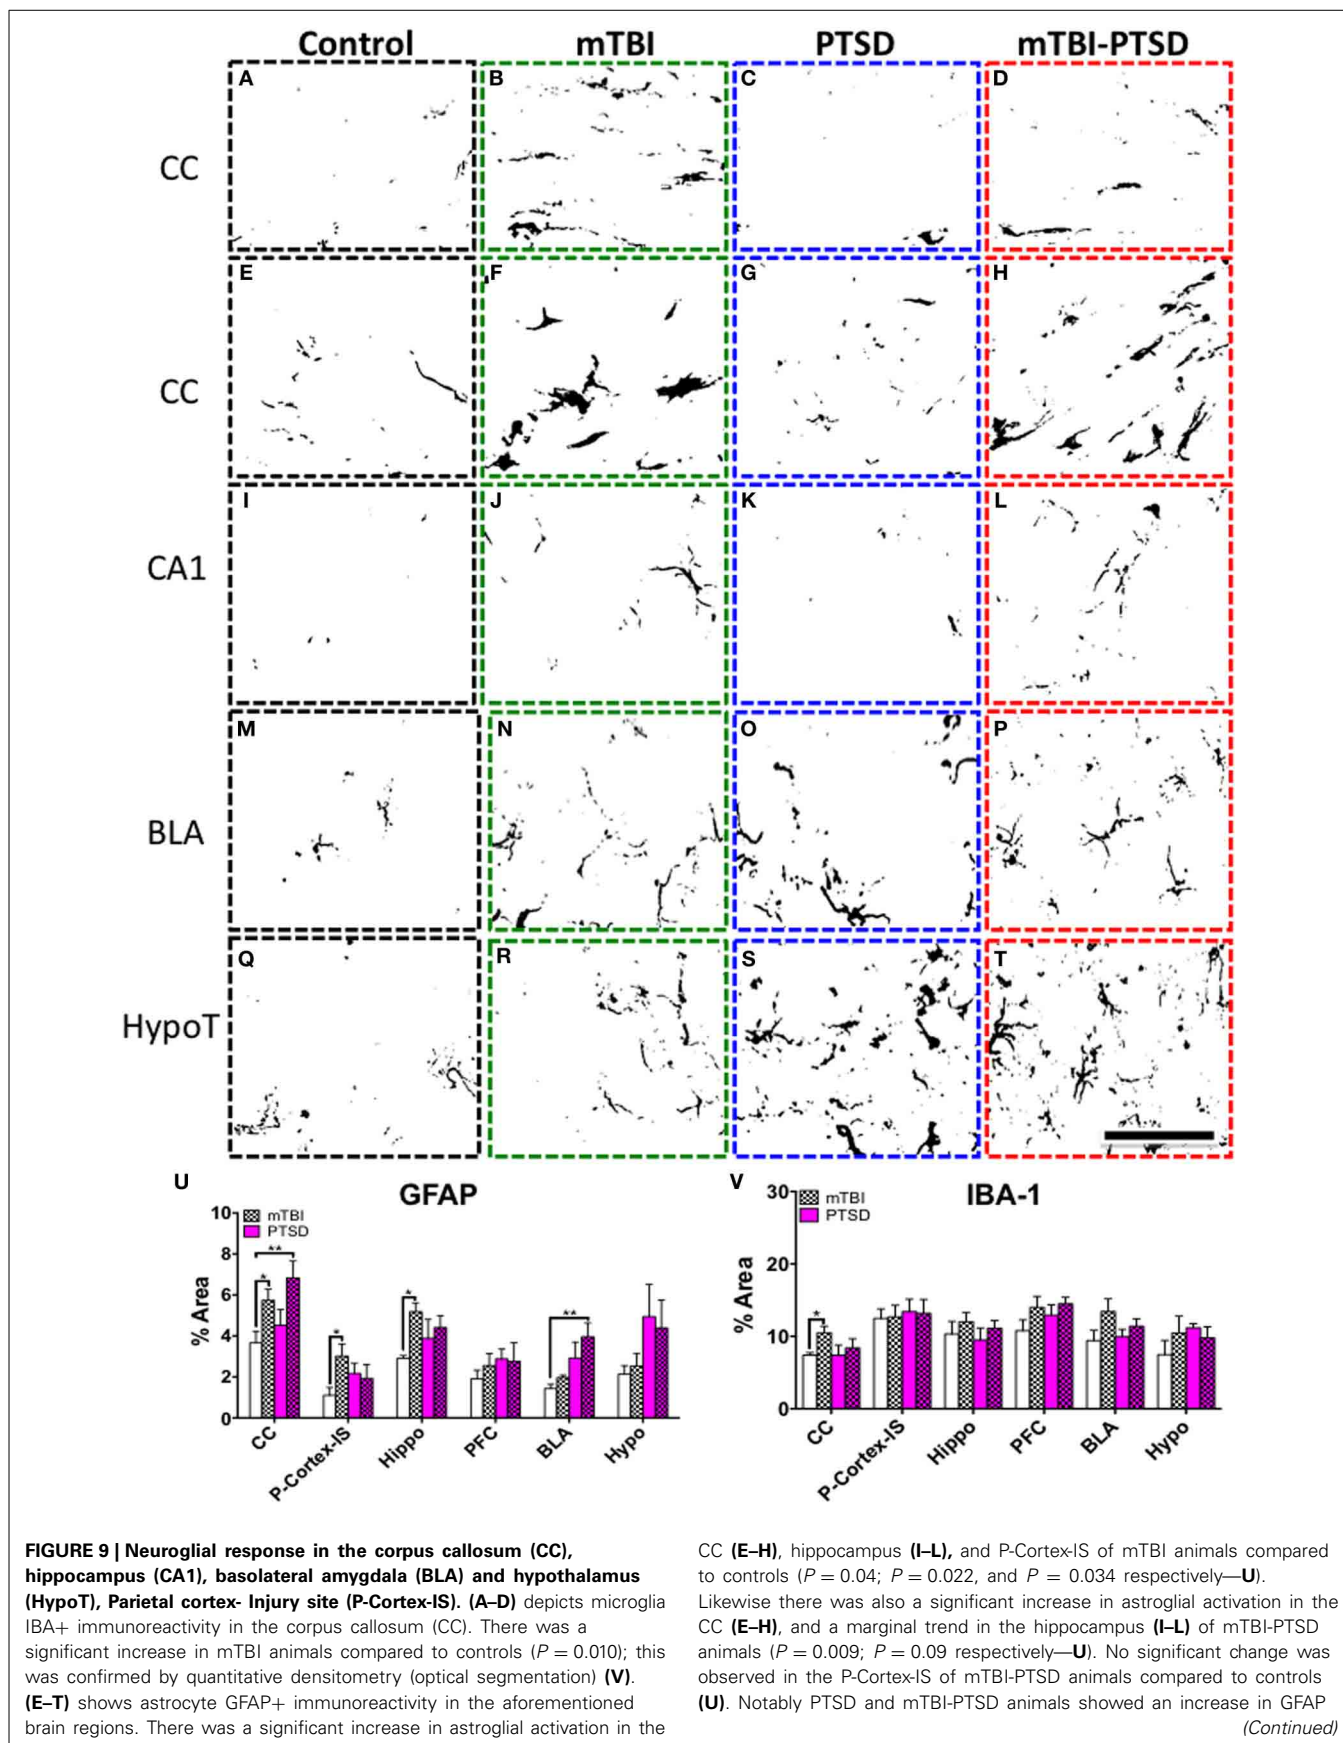 Control mTBI PTSD mTBI-PTSD
A B C D
CC
E F G H
CC
I J K L
CA1
M N O P
BLA
Q R S T
HypoT
U GFAP
10
8
6
4
2
0
% Area
mTBI
PTSD
** * * * **
CC P-Cortex-IS Hippo PFC BLA Hypo
V IBA-1
30
20
10
0
% Area
mTBI
PTSD
*
CC P-Cortex-IS Hippo PFC BLA Hypo
FIGURE 9 | Neuroglial response in the corpus callosum (CC),
hippocampus (CA1), basolateral amygdala (BLA) and hypothalamus
(HypoT), Parietal cortex- Injury site (P-Cortex-IS). (A–D) depicts microglia
IBA+ immunoreactivity in the corpus callosum (CC). There was a
significant increase in mTBI animals compared to controls (P = 0.010); this
was confirmed by quantitative densitometry (optical segmentation) (V).
(E–T) shows astrocyte GFAP+ immunoreactivity in the aforementioned
brain regions. There was a significant increase in astroglial activation in the
CC (E–H), hippocampus (I–L), and P-Cortex-IS of mTBI animals compared
to controls (P = 0.04; P = 0.022, and P = 0.034 respectively—U).
Likewise there was also a significant increase in astroglial activation in the
CC (E–H), and a marginal trend in the hippocampus (I–L) of mTBI-PTSD
animals (P = 0.009; P = 0.09 respectively—U). No significant change was
observed in the P-Cortex-IS of mTBI-PTSD animals compared to controls
(U). Notably PTSD and mTBI-PTSD animals showed an increase in GFAP
(Continued)